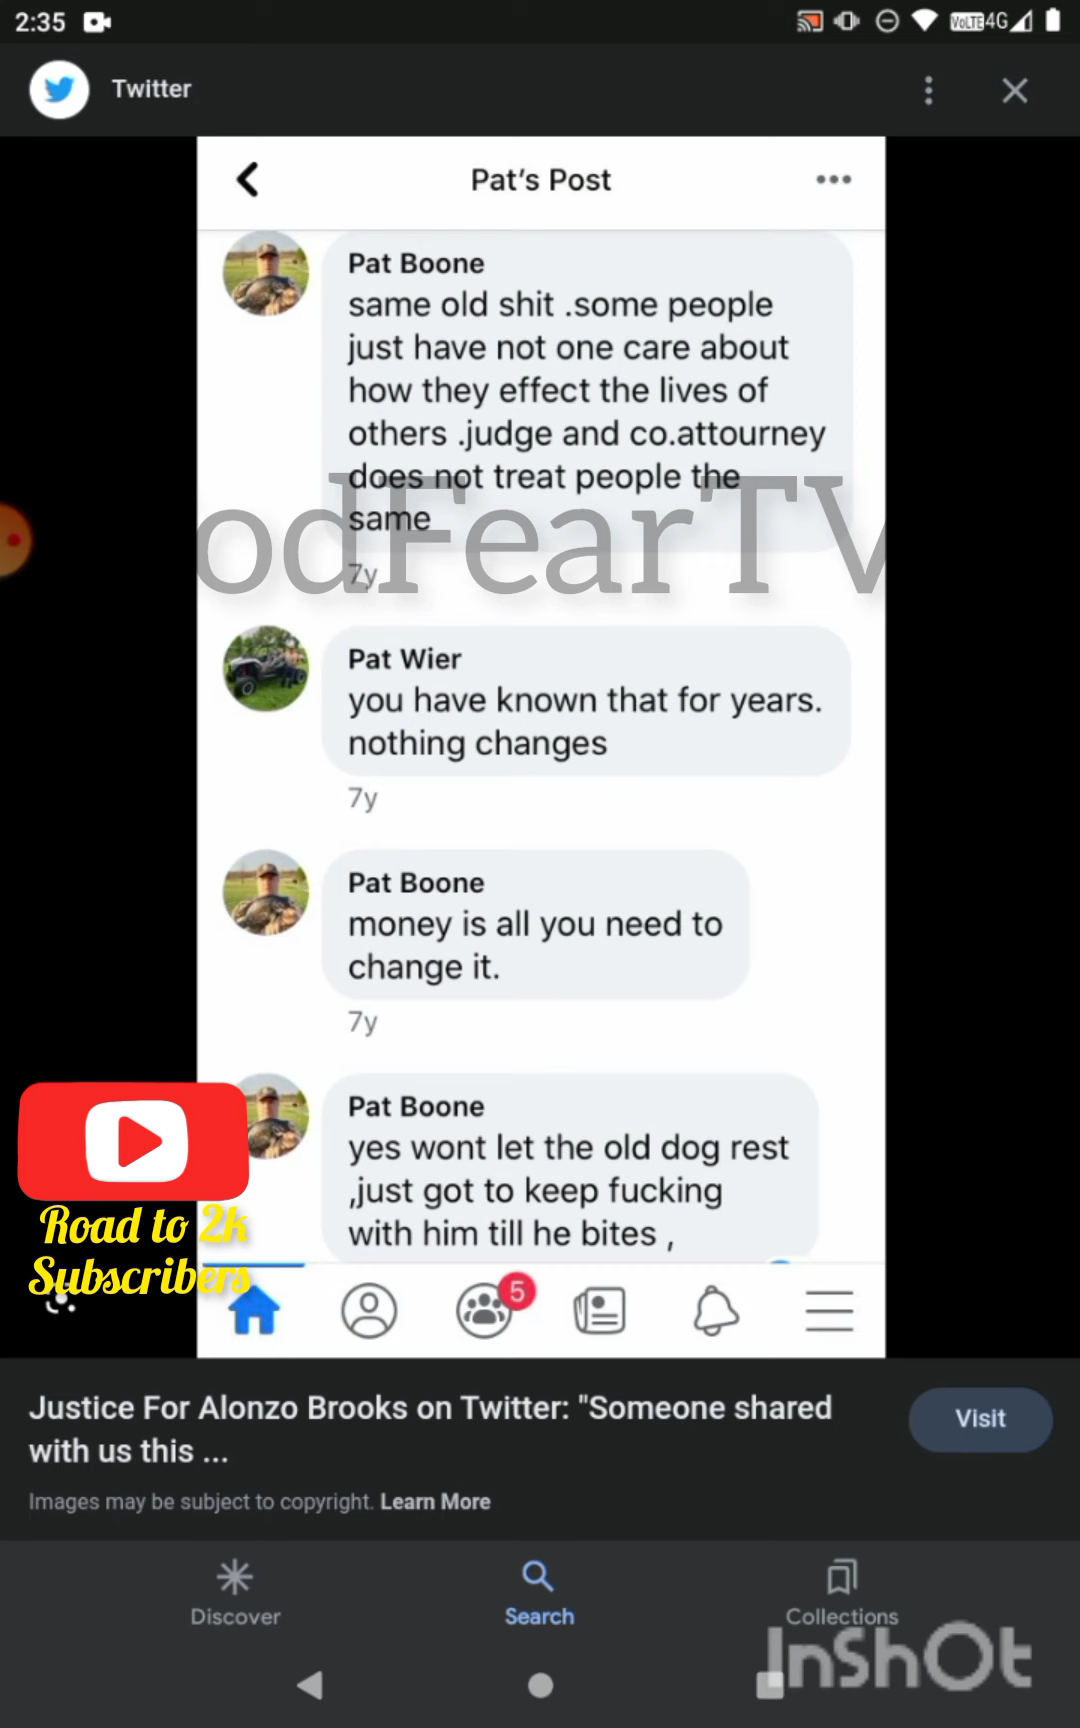 2:35
VoLTE 4G
Twitter
Pat's Post
Pat Boone
same old shit .some people
just have not one care about
how they effect the lives of
others .judge and co.attourney
does not treat people the
same
odFearTV
7y
Pat Wier
you have known that for years.
nothing changes
7y
Pat Boone
money is all you need to
change it.
7y
Pat Boone
yes wont let the old dog rest
,just got to keep fucking
with him till he bites ,
Road to 2k
Subscribers
5
Justice For Alonzo Brooks on Twitter: "Someone shared
with us this ...
Visit
Images may be subject to copyright. Learn More
Discover
Search
Collections
InShOt